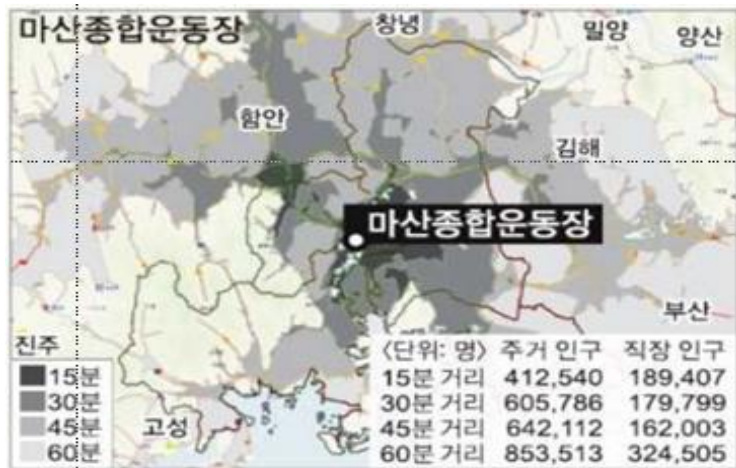 마산종합운동장
창녕
밀양
양산
함안
김해
마산종합운동장
부산
진주
15분
30분
45분
60분
고성
<단위: 명> 주거 인구 직장 인구
15분 거리 412,540 189,407
30분 거리 605,786 179,799
45분 거리 642,112 162,003
60분 거리 853,513 324,505